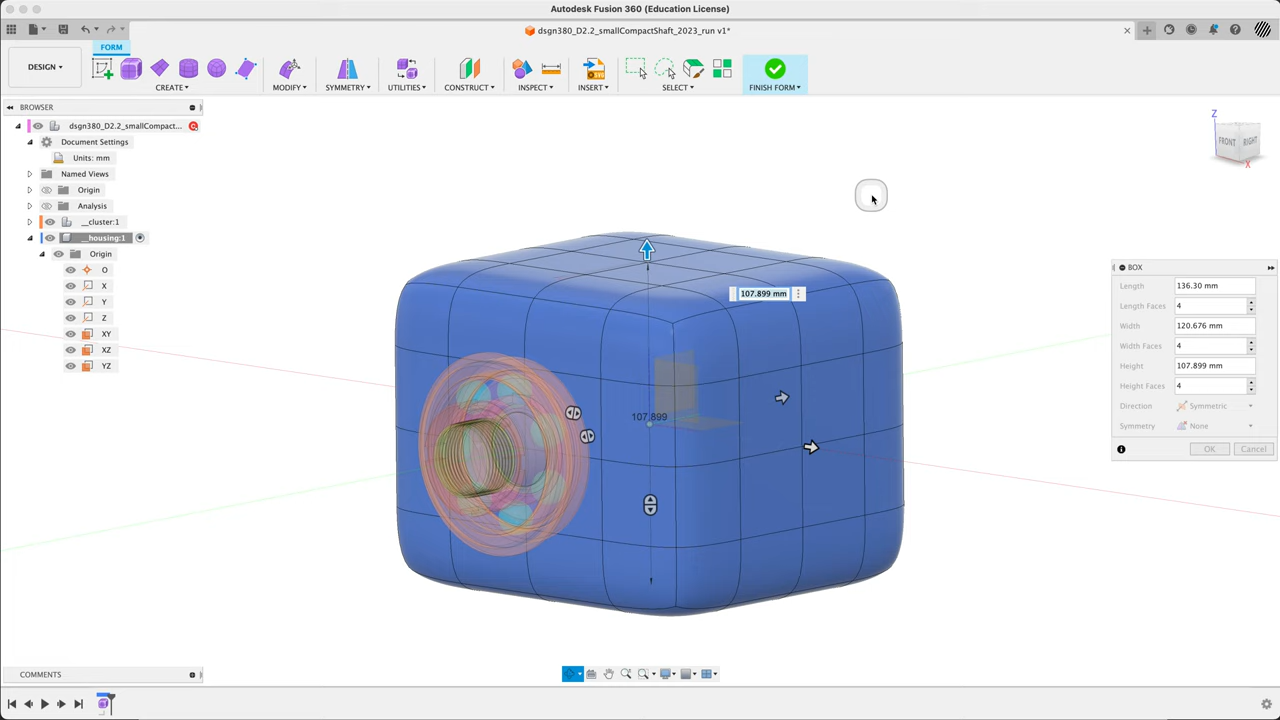 Autodesk Fusion 360 (Education License)
dsgn380_D2.2_smallCompactShaft_2023_run v1*
FORM
DESIGN
CREATE
MODIFY
SYMMETRY
UTILITIES
CONSTRUCT
INSPECT
INSERT
SELECT
FINISH FORM
BROWSER
dsgn380_D2.2_smallCompact...
Document Settings
Units: mm
Named Views
Origin
Analysis
__cluster:1
__housing:1
Origin
O
X
Y
Z
XY
XZ
YZ
Z
FRONT
RIGHT
X
107.899 mm
107.899
BOX
Length 136.30 mm
Length Faces 4
Width 120.676 mm
Width Faces 4
Height 107.899 mm
Height Faces 4
Direction Symmetric
Symmetry None
OK Cancel
COMMENTS